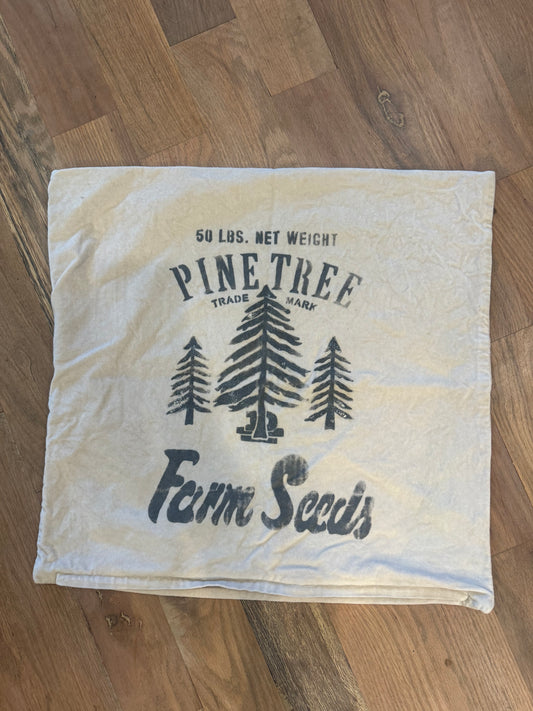 50 LBS. NET WEIGHT
PINE TREE
TRADE MARK
Farm Seeds